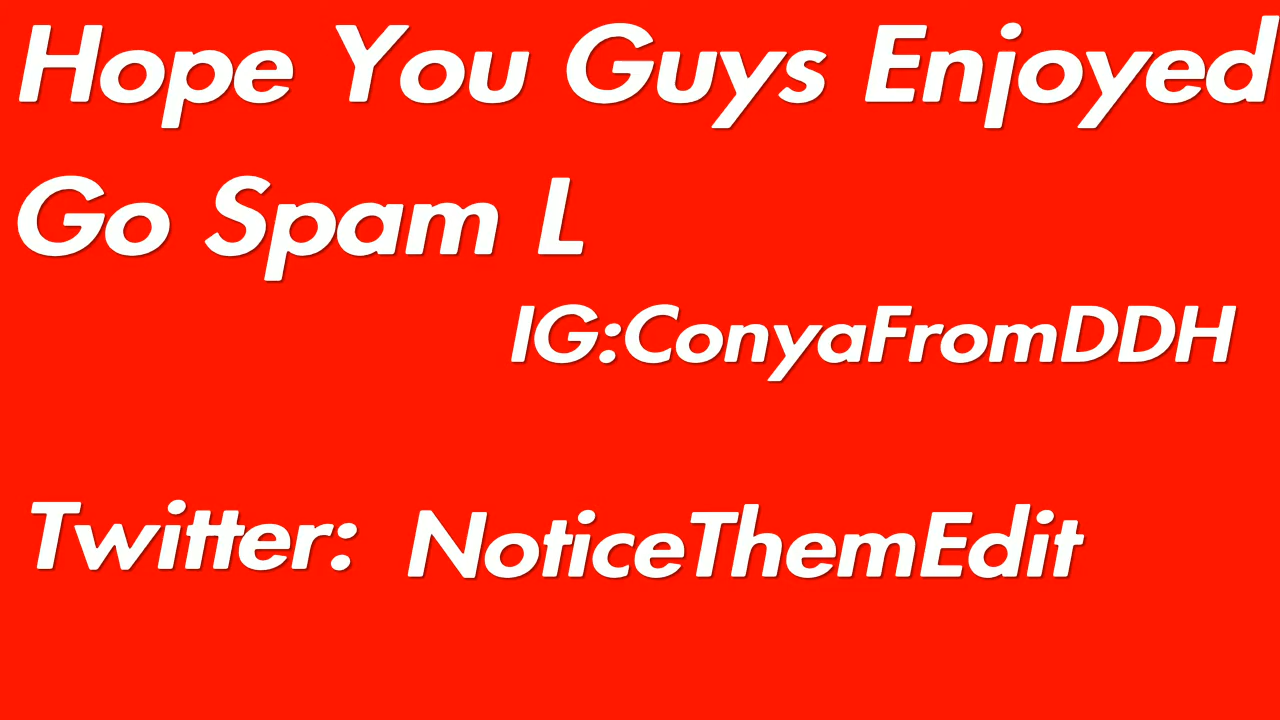 Hope You Guys Enjoyed
Go Spam L
IG:ConyaFromDDH
Twitter: NoticeThemEdit